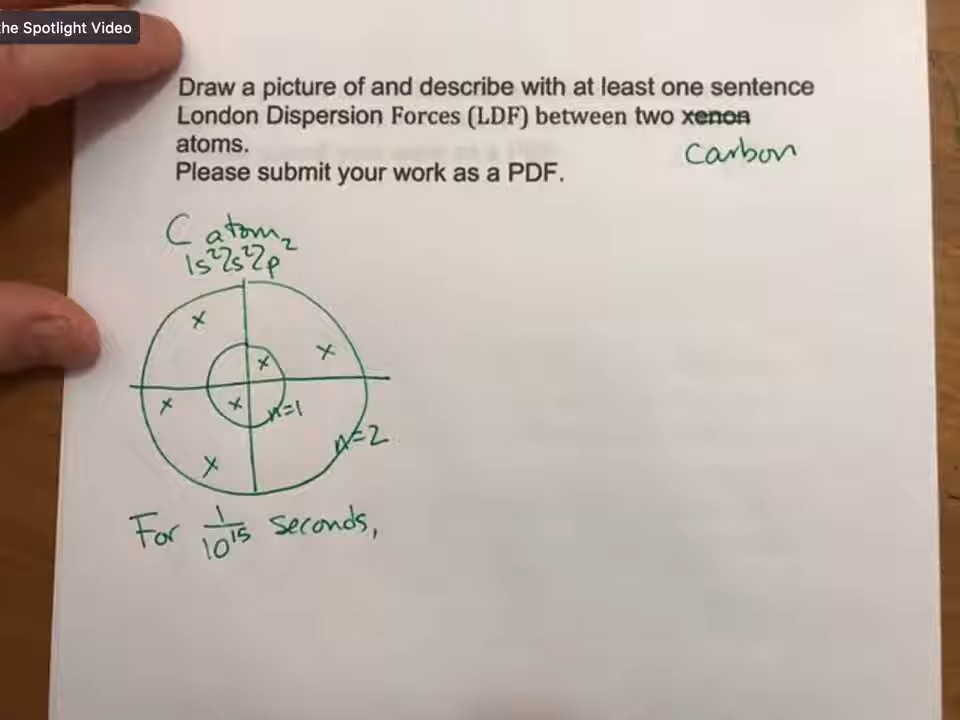 the Spotlight Video
Draw a picture of and describe with at least one sentence
London Dispersion Forces (LDF) between two xenon
atoms.
Carbon
Please submit your work as a PDF.
C atom
1s²2s²2p²
x
x
x
x
x
x
n=1
n=2
For 1/10¹⁵ seconds,